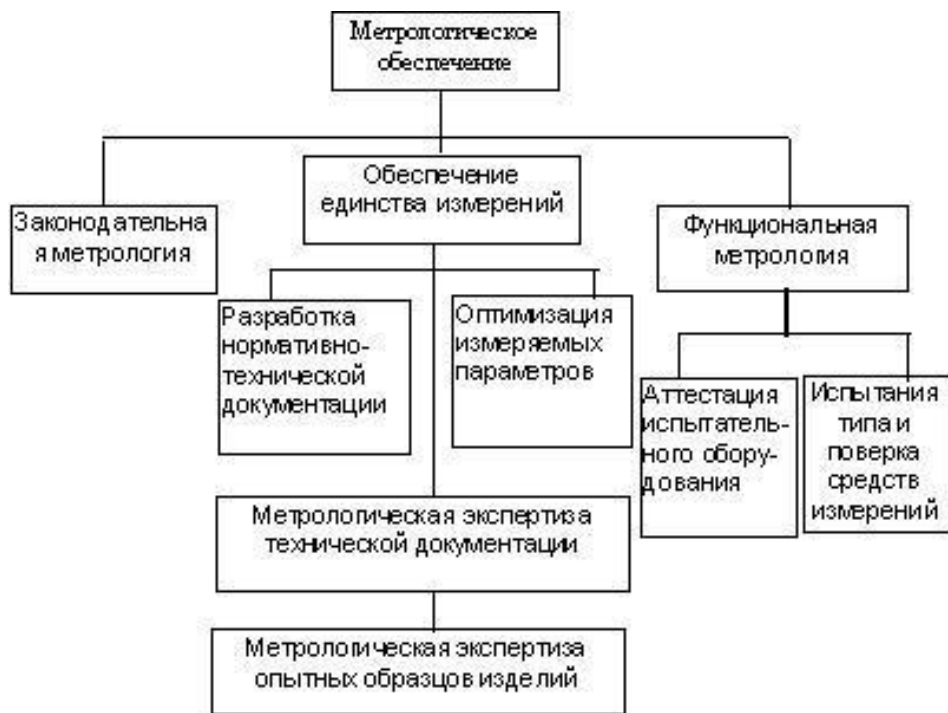 Метрологическое
обеспечение
Обеспечение
единства измерений
Законодательна
я метрология
Функциональная
метрология
Разработка
нормативно-
технической
документации
Оптимизация
измеряемых
параметров
Аттестация
испытатель-
ного обору-
дования
Испытания
типа и
поверка
средств
измерений
Метрологическая экспертиза
технической документации
Метрологическая экспертиза
опытных образцов изделий